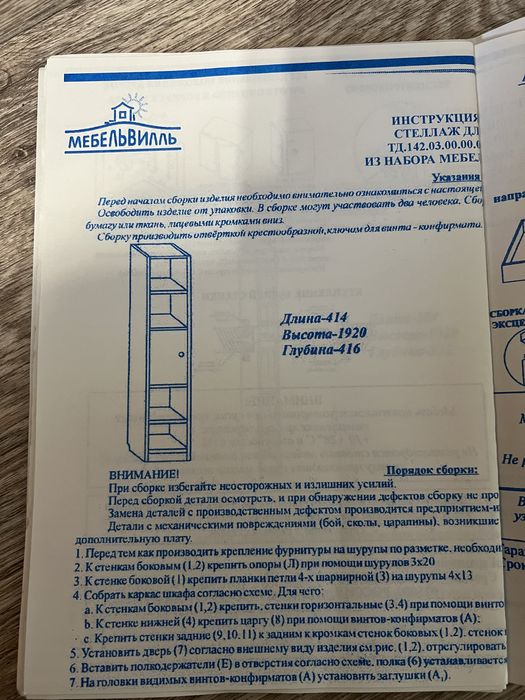 МЕБЕЛЬВИЛЛЬ
ИНСТРУКЦИЯ
СТЕЛЛАЖ ДЛ
ТД.142.03.00.0
ИЗ НАБОРА МЕБЕЛ
Указания
Перед началом сборки изделия необходимо внимательно ознакомиться с настоящей
Освободить изделие от упаковки. В сборке могут участвовать два человека. Сбо
бумагу или ткань, лицевыми кромками вниз.
Сборку производить отвёрткой крестообразной, ключом для винта - конфирмата.
Длина-414
Высота-1920
Глубина-416
ВНИМАНИЕ!
Порядок сборки:
При сборке избегайте неосторожных и излишних усилий.
Перед сборкой детали осмотреть, и при обнаружении дефектов сборку не про
Замена деталей с производственным дефектом производится предприятием-и
Детали с механическими повреждениями (бой, сколы, царапины), возникшие
дополнительную плату.
1. Перед тем как производить крепление фурнитуры на шурупы по разметке, необходи
2. К стенкам боковым (1.2) крепить опоры (Л) при помощи шурупов 3х20
3. К стенке боковой (1) крепить планки петли 4-х шарнирной (3) на шурупы 4х13
4. Собрать каркас шкафа согласно схеме. Для чего:
a. К стенкам боковым (1,2) крепить, стенки горизонтальные (3,4) при помощи винто
b. К стенке нижней (4) крепить царгу (8) при помощи винтов-конфирматов (А);
c. Крепить стенки задние (9,10,11) к задним к кромкам стенок боковых (1,2), стенок
5. Установить дверь (7) согласно внешнему виду изделия см.рис. (1,2), отрегулировать
6. Вставить полкодержатели (Е) в отверстия согласно схеме, полка (6) устанавливается
7. На головки видимых винтов-конфирматов (А) установить заглушки (А₁).
напра
СБОРКА
ЭКСЦЕ
Не р
В
уз